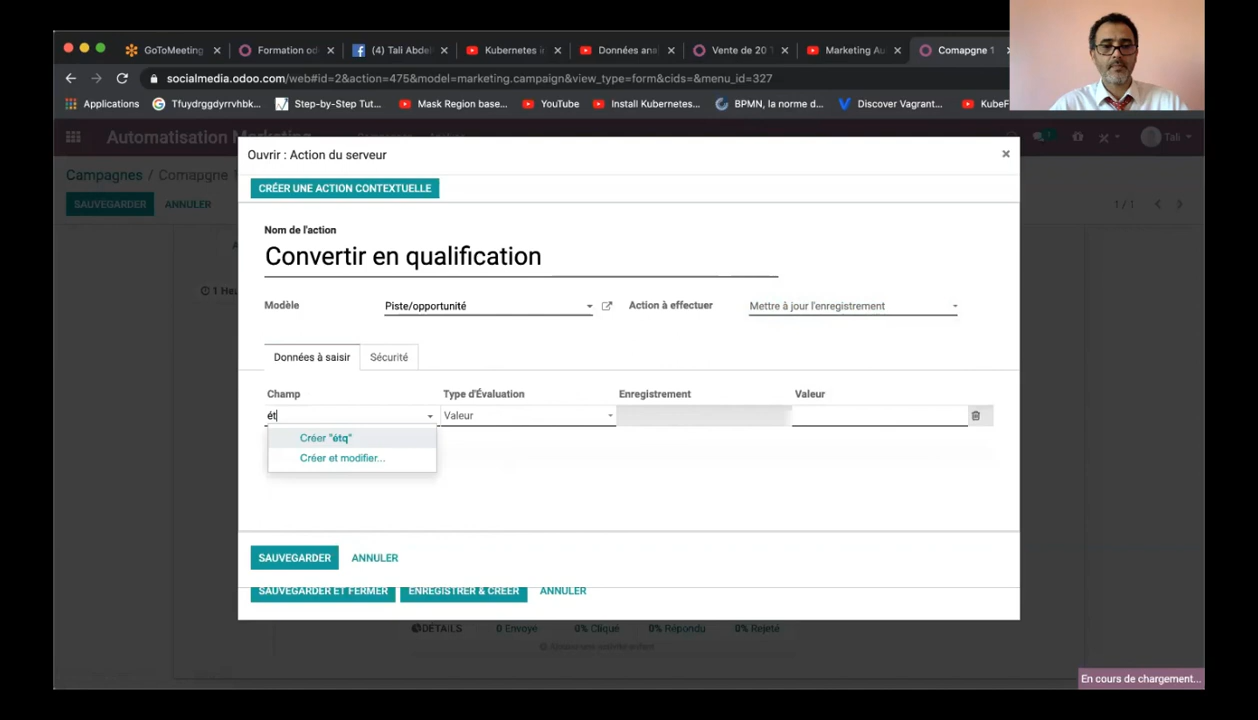 GoToMeeting
Formation od
(4) Tali Abdel
Kubernetes i
Données ana
Vente de 20 T
Marketing Au
Comapgne 1
socialmedia.odoo.com/web#id=2&action=475&model=marketing.campaign&view_type=form&cids=&menu_id=327
Applications
Tfuydrggdyrrvhbk...
Step-by-Step Tut...
Mask Region base...
YouTube
Install Kubernetes...
BPMN, la norme d...
Discover Vagrant...
KubeF
Automatisation Marketing
Tali
Ouvrir : Action du serveur
×
Campagnes / Comapgne
SAUVEGARDER ANNULER
CRÉER UNE ACTION CONTEXTUELLE
1 / 1
Nom de l'action
Convertir en qualification
1 Heu
Modèle Piste/opportunité Action à effectuer Mettre à jour l'enregistrement
Données à saisir Sécurité
Champ Type d'Évaluation Enregistrement Valeur
ét Valeur
Créer "étq"
Créer et modifier...
SAUVEGARDER ANNULER
SAUVEGARDER ET FERMER ENREGISTRER & CRÉER ANNULER
DÉTAILS 0 Envoyé 0% Cliqué 0% Répondu 0% Rejeté
En cours de chargement...